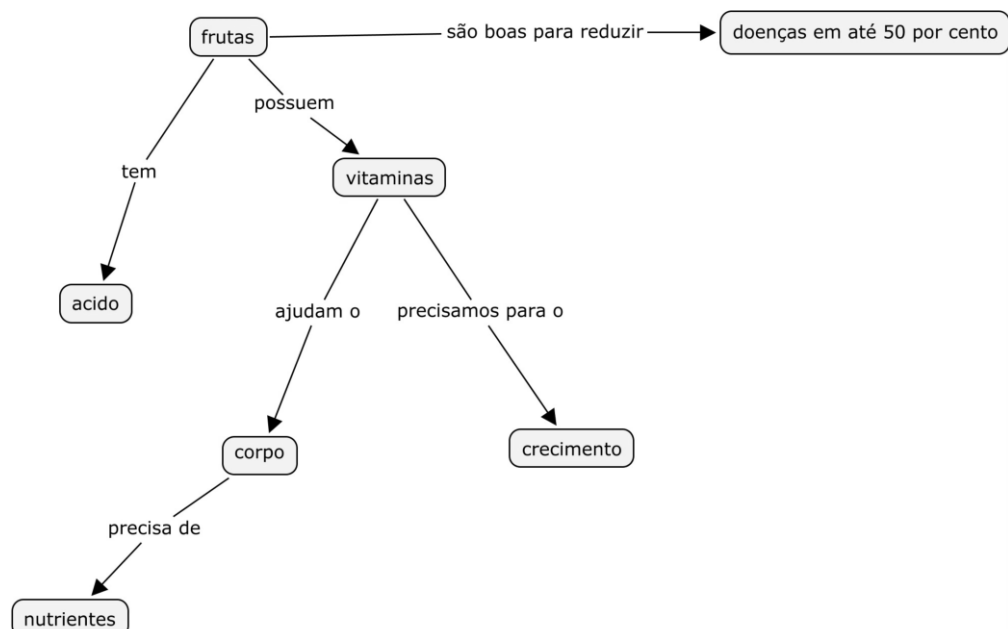 frutas
são boas para reduzir
doenças em até 50 por cento
possuem
tem
vitaminas
acido
ajudam o
precisamos para o
corpo
crecimento
precisa de
nutrientes